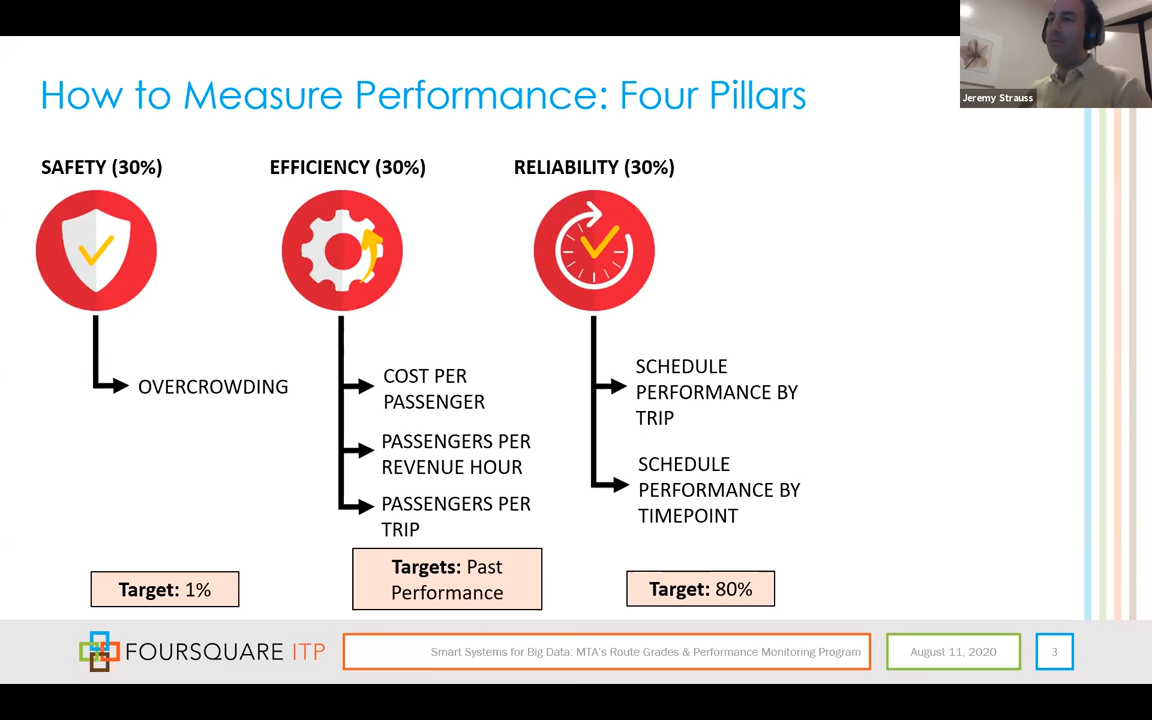 Jeremy Strauss
How to Measure Performance: Four Pillars
SAFETY (30%)
EFFICIENCY (30%)
RELIABILITY (30%)
OVERCROWDING
COST PER
PASSENGER
PASSENGERS PER
REVENUE HOUR
PASSENGERS PER
TRIP
SCHEDULE
PERFORMANCE BY
TRIP
SCHEDULE
PERFORMANCE BY
TIMEPOINT
Target: 1%
Targets: Past
Performance
Target: 80%
FOURSQUARE ITP
Smart Systems for Big Data: MTA's Route Grades & Performance Monitoring Program
August 11, 2020
3